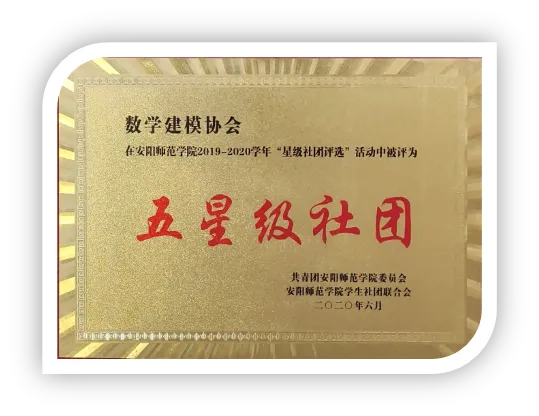 数学建模协会
在安阳师范学院2019-2020学年“星级社团评选”活动中被评为
五星级社团
共青团安阳师范学院委员会
安阳师范学院学生社团联合会
二〇二〇年六月